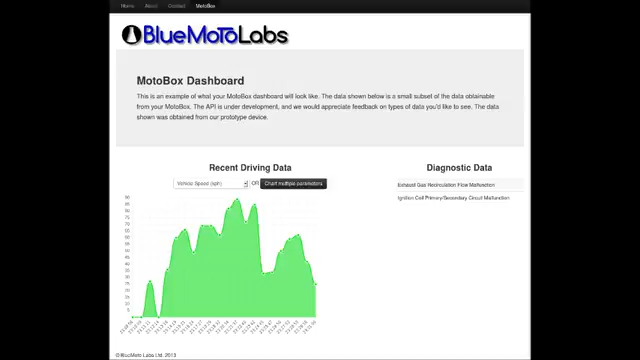 Home About Contact MotoBox
BlueMotoLabs
MotoBox Dashboard
This is an example of what your MotoBox dashboard will look like. The data shown below is a small subset of the data obtainable
from your MotoBox. The API is under development, and we would appreciate feedback on types of data you'd like to see. The data
shown was obtained from our prototype device.
Recent Driving Data
Diagnostic Data
Vehicle Speed (kph) OR Chart multiple parameters
Exhaust Gas Recirculation Flow Malfunction
Ignition Coil Primary/Secondary Circuit Malfunction
© BlueMoto Labs Ltd. 2013